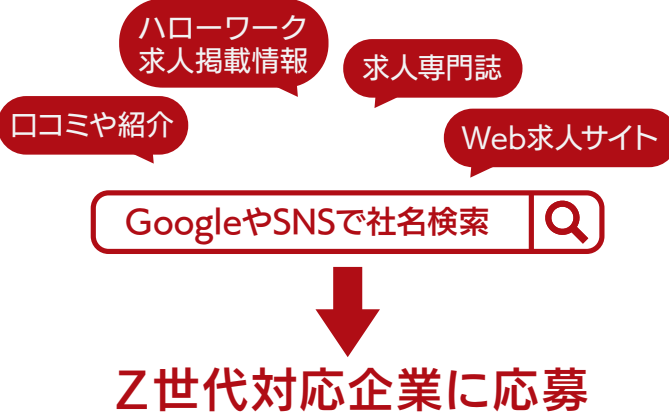 ハローワーク
求人掲載情報
求人専門誌
口コミや紹介
Web求人サイト
GoogleやSNSで社名検索
Z世代対応企業に応募